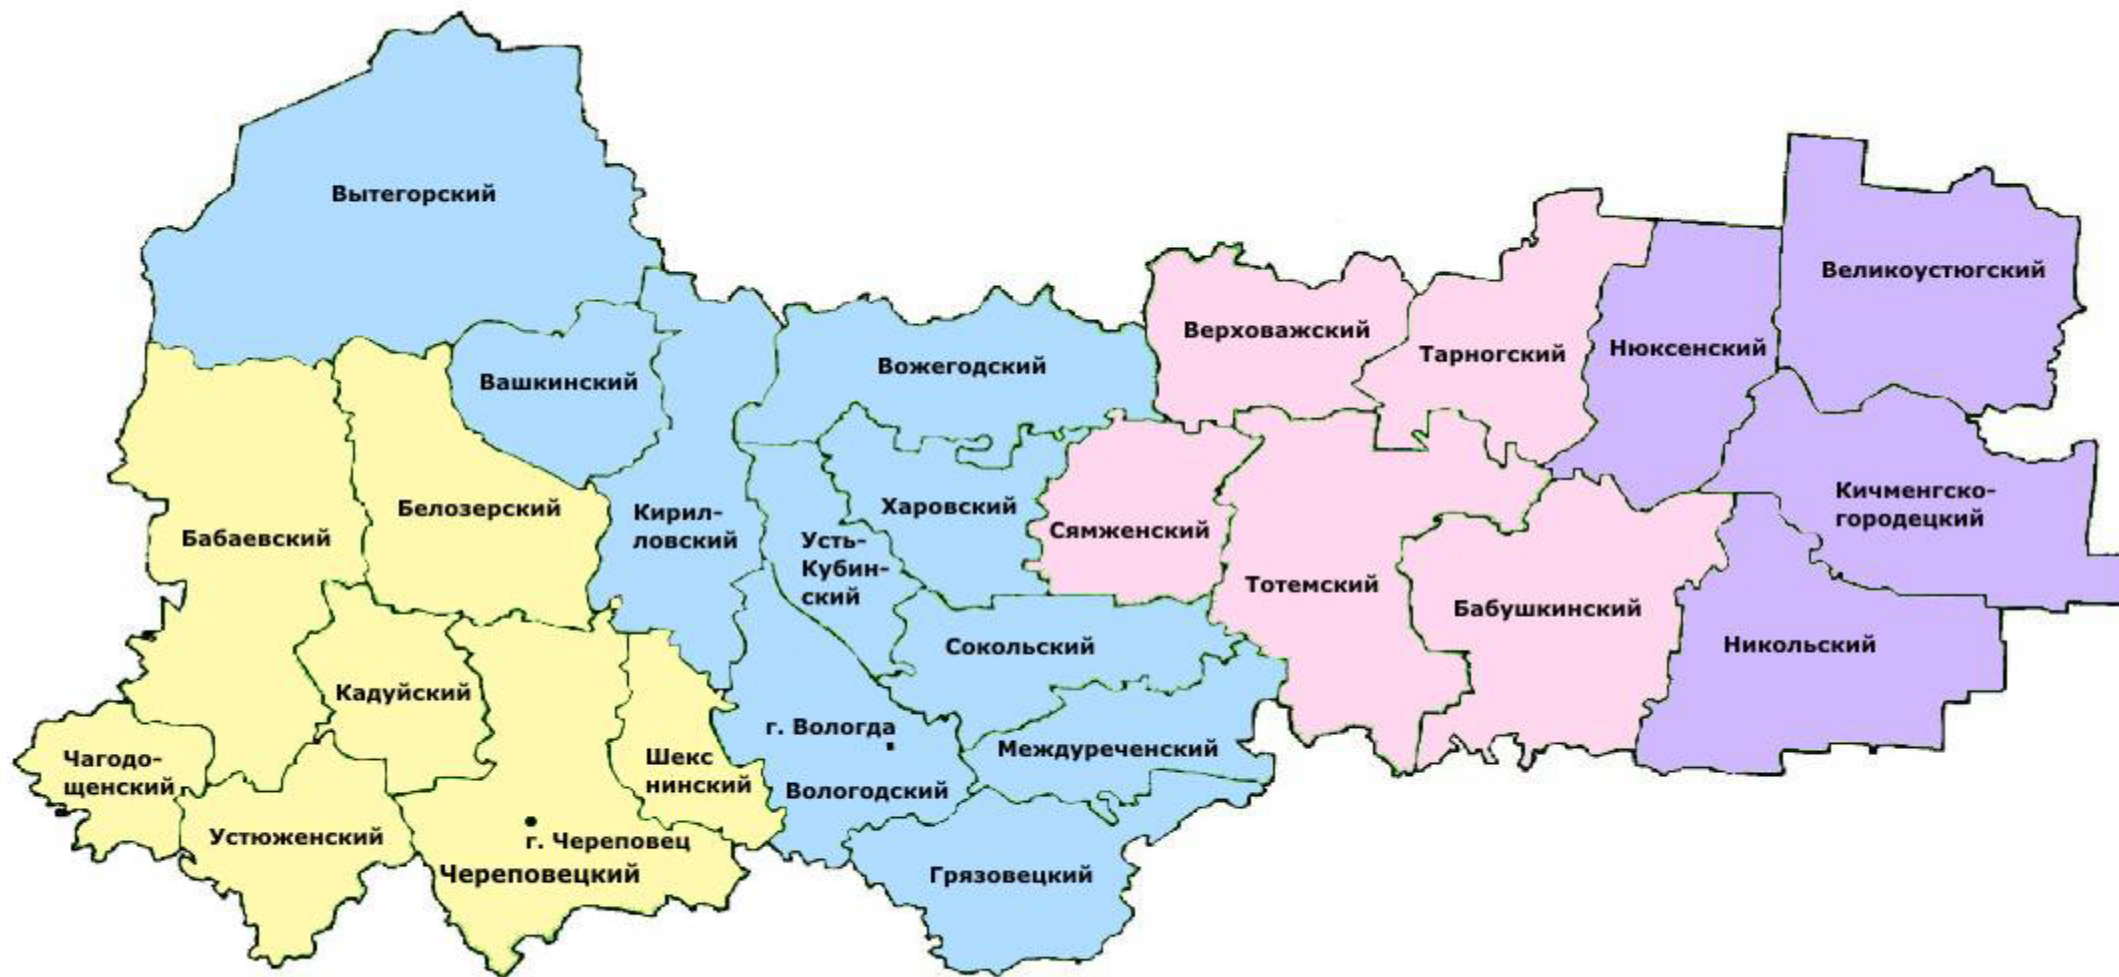 Вытегорский
Великоустюгский
Верховажский
Тарногский
Нюксенский
Вожегодский
Вашкинский
Кичменгско-
городецкий
Белозерский
Харовский
Кирил-
ловский
Сямженский
Бабаевский
Усть-
Кубин-
ский
Тотемский
Бабушкинский
Никольский
Сокольский
Кадуйский
г. Вологда
Междуреченский
Шекс
нинский
Чагодо-
щенский
Вологодский
Устюженский
г. Череповец
Череповецкий
Грязовецкий